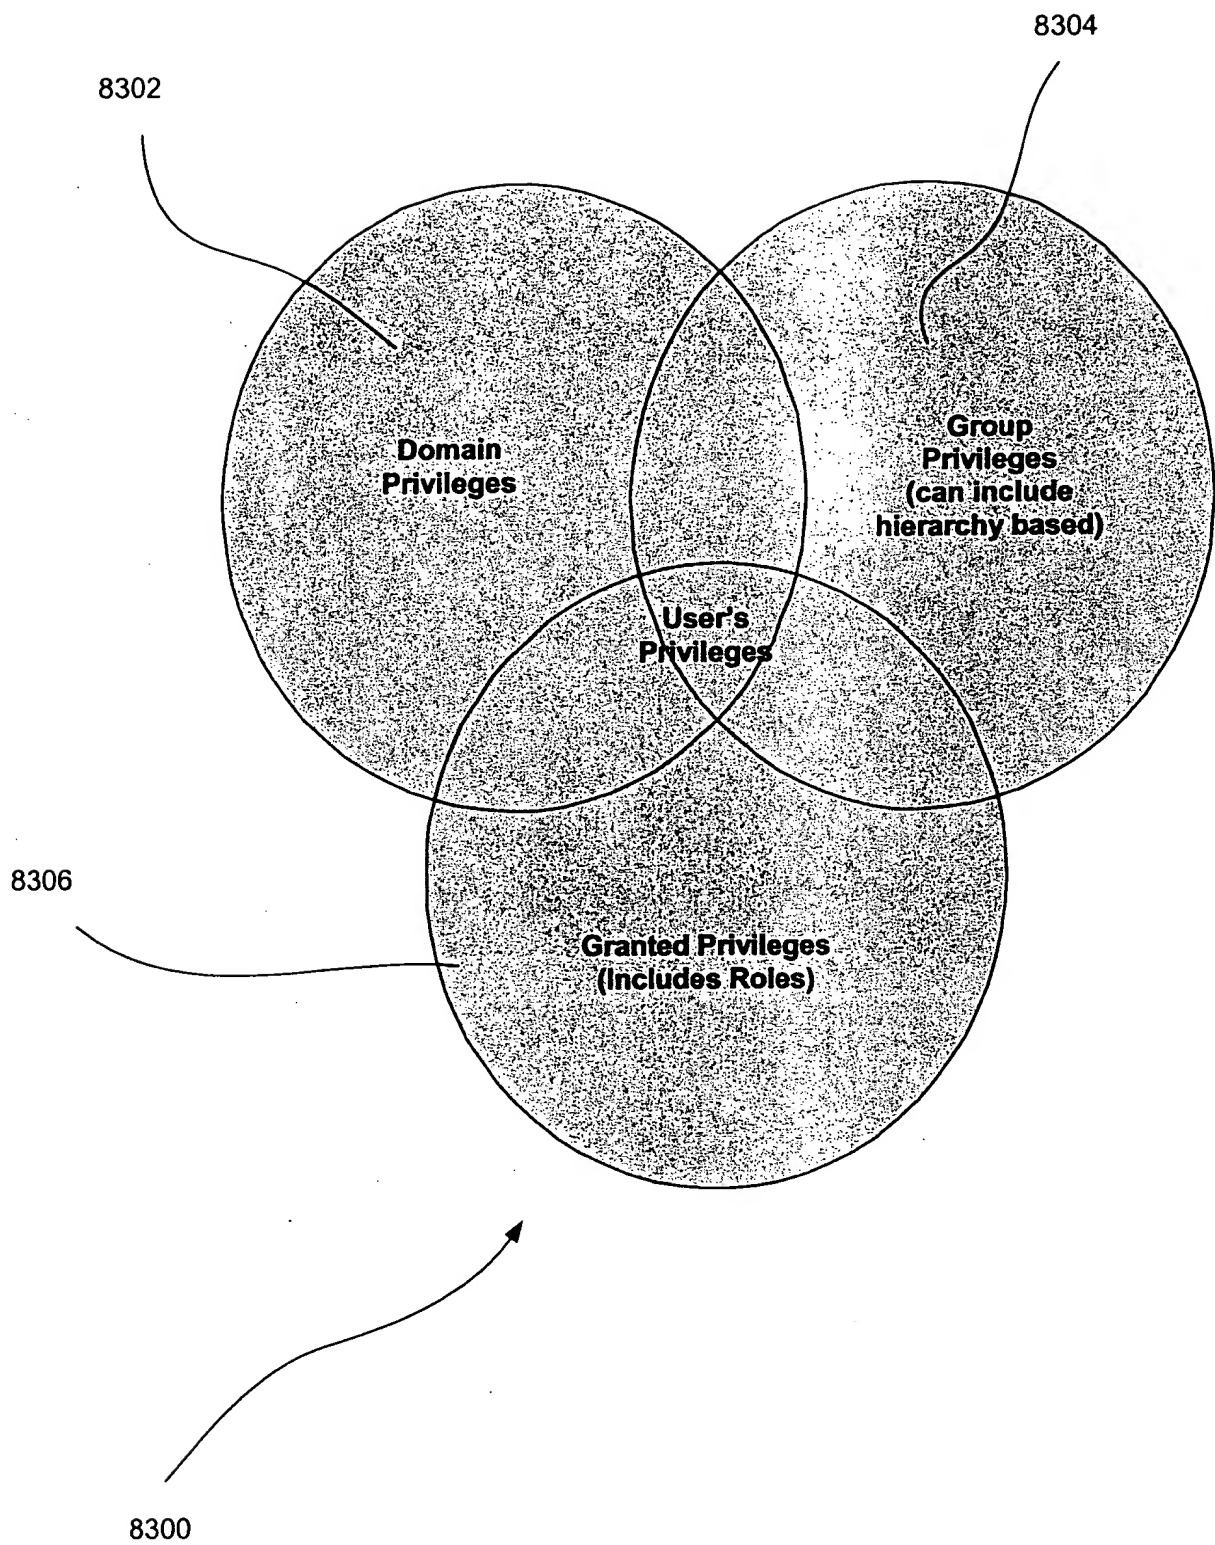 8304
8302
Domain
Privileges
Group
Privileges
(can include
hierarchy based)
User's
Privileges
8306
Granted Privileges
(Includes Roles)
8300